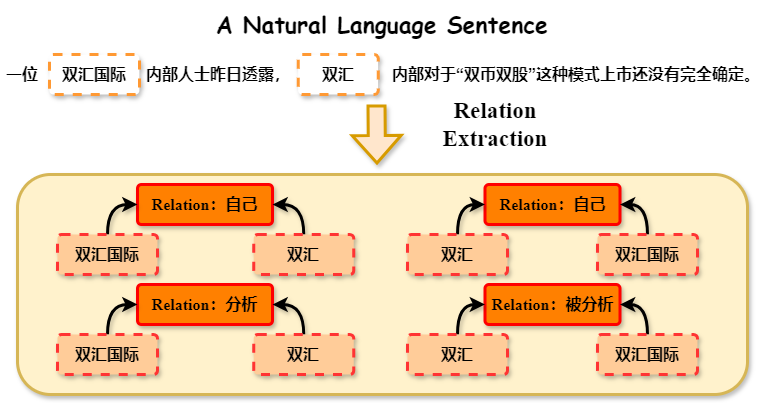 A Natural Language Sentence
一位 双汇国际 内部人士昨日透露， 双汇 内部对于“双币双股”这种模式上市还没有完全确定。
Relation
Extraction
Relation：自己
Relation：自己
双汇国际 双汇
双汇 双汇国际
Relation：分析
Relation：被分析
双汇国际 双汇
双汇 双汇国际